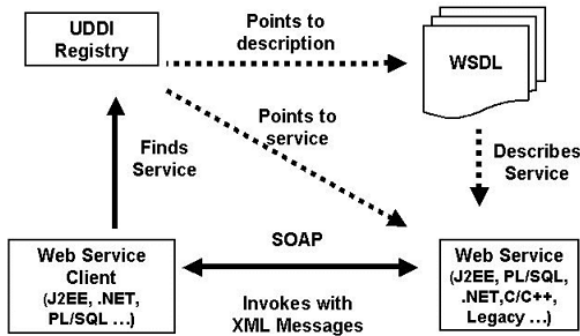 UDDI
Registry
Points to
description
WSDL
Points to
service
Finds
Service
Describes
Service
Web Service
Client
(J2EE, .NET,
PL/SQL ...)
SOAP
Invokes with
XML Messages
Web Service
(J2EE, PL/SQL,
.NET,C/C++,
Legacy ...)